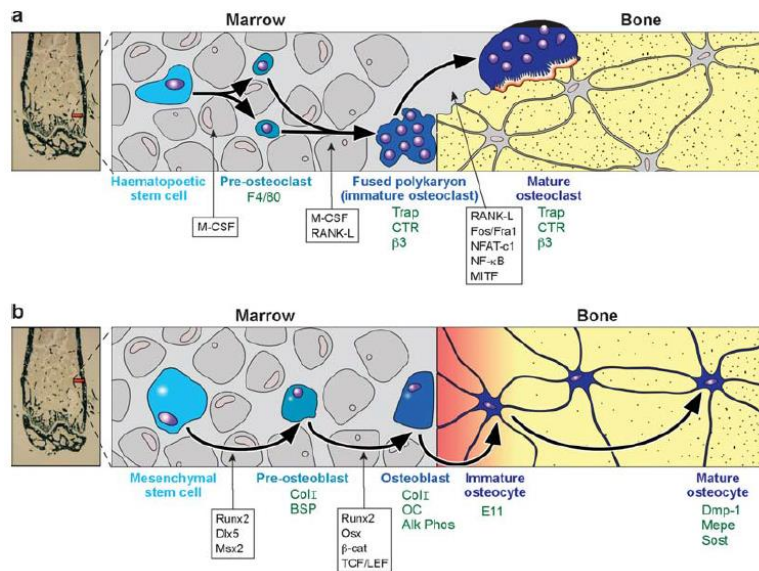 a
Marrow
Bone
Haematopoetic
stem cell
Pre-osteoclast
F4/80
Fused polykaryon
(immature osteoclast)
Trap
CTR
β3
Mature
osteoclast
Trap
CTR
β3
M-CSF
M-CSF
RANK-L
RANK-L
Fos/Fra1
NFAT-c1
NF-κB
MITF
b
Marrow
Bone
Mesenchymal
stem cell
Pre-osteoblast
ColI
BSP
Osteoblast
ColI
OC
Alk Phos
Immature
osteocyte
E11
Mature
osteocyte
Dmp-1
Mepe
Sost
Runx2
Dlx5
Msx2
Runx2
Osx
β-cat
TCF/LEF